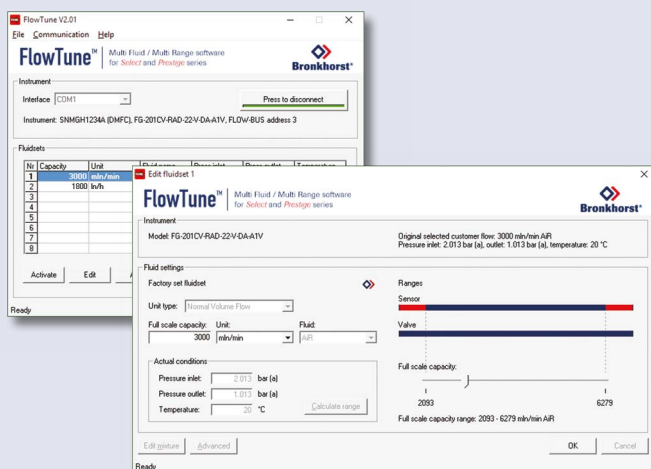 FlowTune V2.01
File Communication Help
FlowTune™ Multi Fluid / Multi Range software
for Select and Prestige series
Bronkhorst®
Instrument
Interface COM1 Press to disconnect
Instrument: SNMGH1234A (DMFC), FG-201CV-RAD-22-V-DA-A1V, FLOW-BUS address 3
Fluidsets
Nr Capacity Unit Fluid name Press inlet Press outlet Temperature
1 3000 mln/min
2 1800 ln/h
3
4
5
6
7
8
Activate Edit
Ready
Edit fluidset 1
FlowTune™ Multi Fluid / Multi Range software
for Select and Prestige series
Bronkhorst®
Instrument
Model: FG-201CV-RAD-22-V-DA-A1V Original selected customer flow: 3000 mln/min AiR
Pressure inlet: 2.013 bar (a), outlet: 1.013 bar (a), temperature: 20 °C
Fluid settings
Factory set fluidset Ranges
Sensor
Unit type: Normal Volume Flow
Full scale capacity: Unit: Fluid: Valve
3000 mln/min AiR
Actual conditions
Full scale capacity:
Pressure inlet: 2.013 bar (a)
Pressure outlet: 1.013 bar (a)
2093 6279
Temperature: 20 °C Calculate range
Full scale capacity range: 2093 - 6279 mln/min AiR
Edit mixture Advanced OK Cancel
Ready